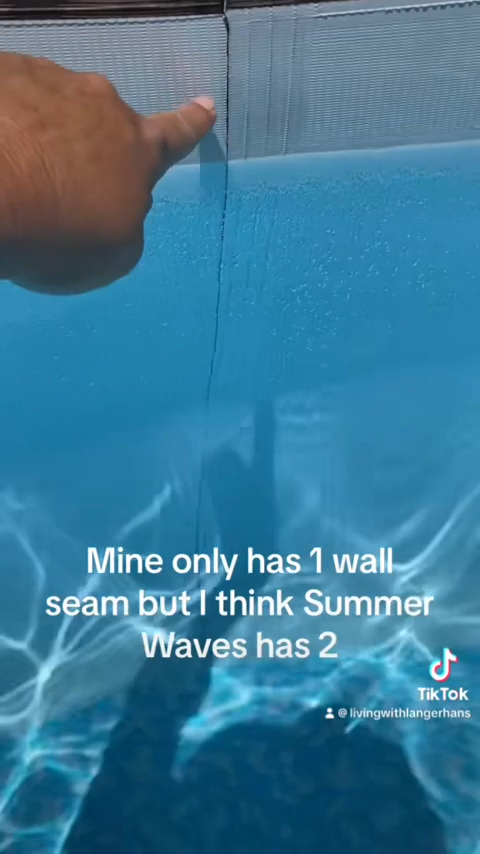 Mine only has 1 wall
seam but I think Summer
Waves has 2
TikTok
@livingwithlangerhans